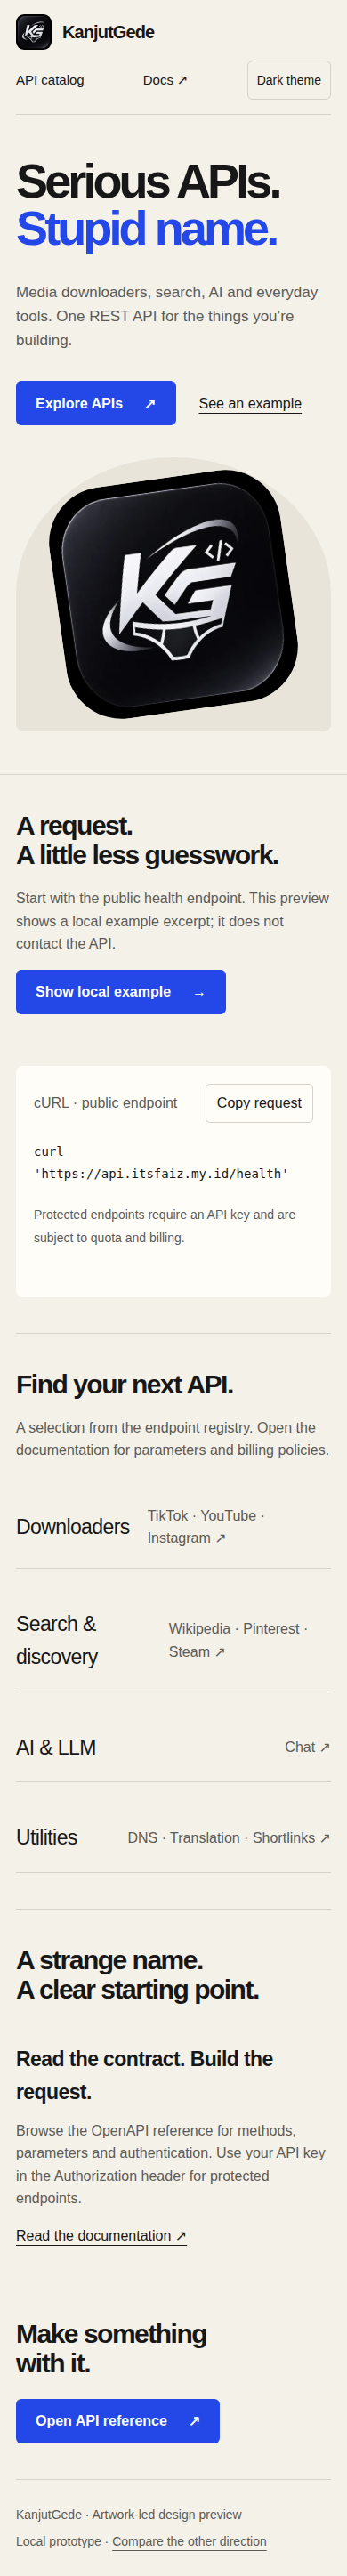 KG
KanjutGede
API catalog
Docs ↗
Dark theme
Serious APIs.
Stupid name.
Media downloaders, search, AI and everyday
tools. One REST API for the things you’re
building.
Explore APIs ↗
See an example
KG </>
A request.
A little less guesswork.
Start with the public health endpoint. This preview
shows a local example excerpt; it does not
contact the API.
Show local example →
cURL · public endpoint
Copy request
curl
'https://api.itsfaiz.my.id/health'
Protected endpoints require an API key and are
subject to quota and billing.
Find your next API.
A selection from the endpoint registry. Open the
documentation for parameters and billing policies.
Downloaders
TikTok · YouTube ·
Instagram ↗
Search &
discovery
Wikipedia · Pinterest ·
Steam ↗
AI & LLM
Chat ↗
Utilities
DNS · Translation · Shortlinks ↗
A strange name.
A clear starting point.
Read the contract. Build the
request.
Browse the OpenAPI reference for methods,
parameters and authentication. Use your API key
in the Authorization header for protected
endpoints.
Read the documentation ↗
Make something
with it.
Open API reference ↗
KanjutGede · Artwork-led design preview
Local prototype · Compare the other direction